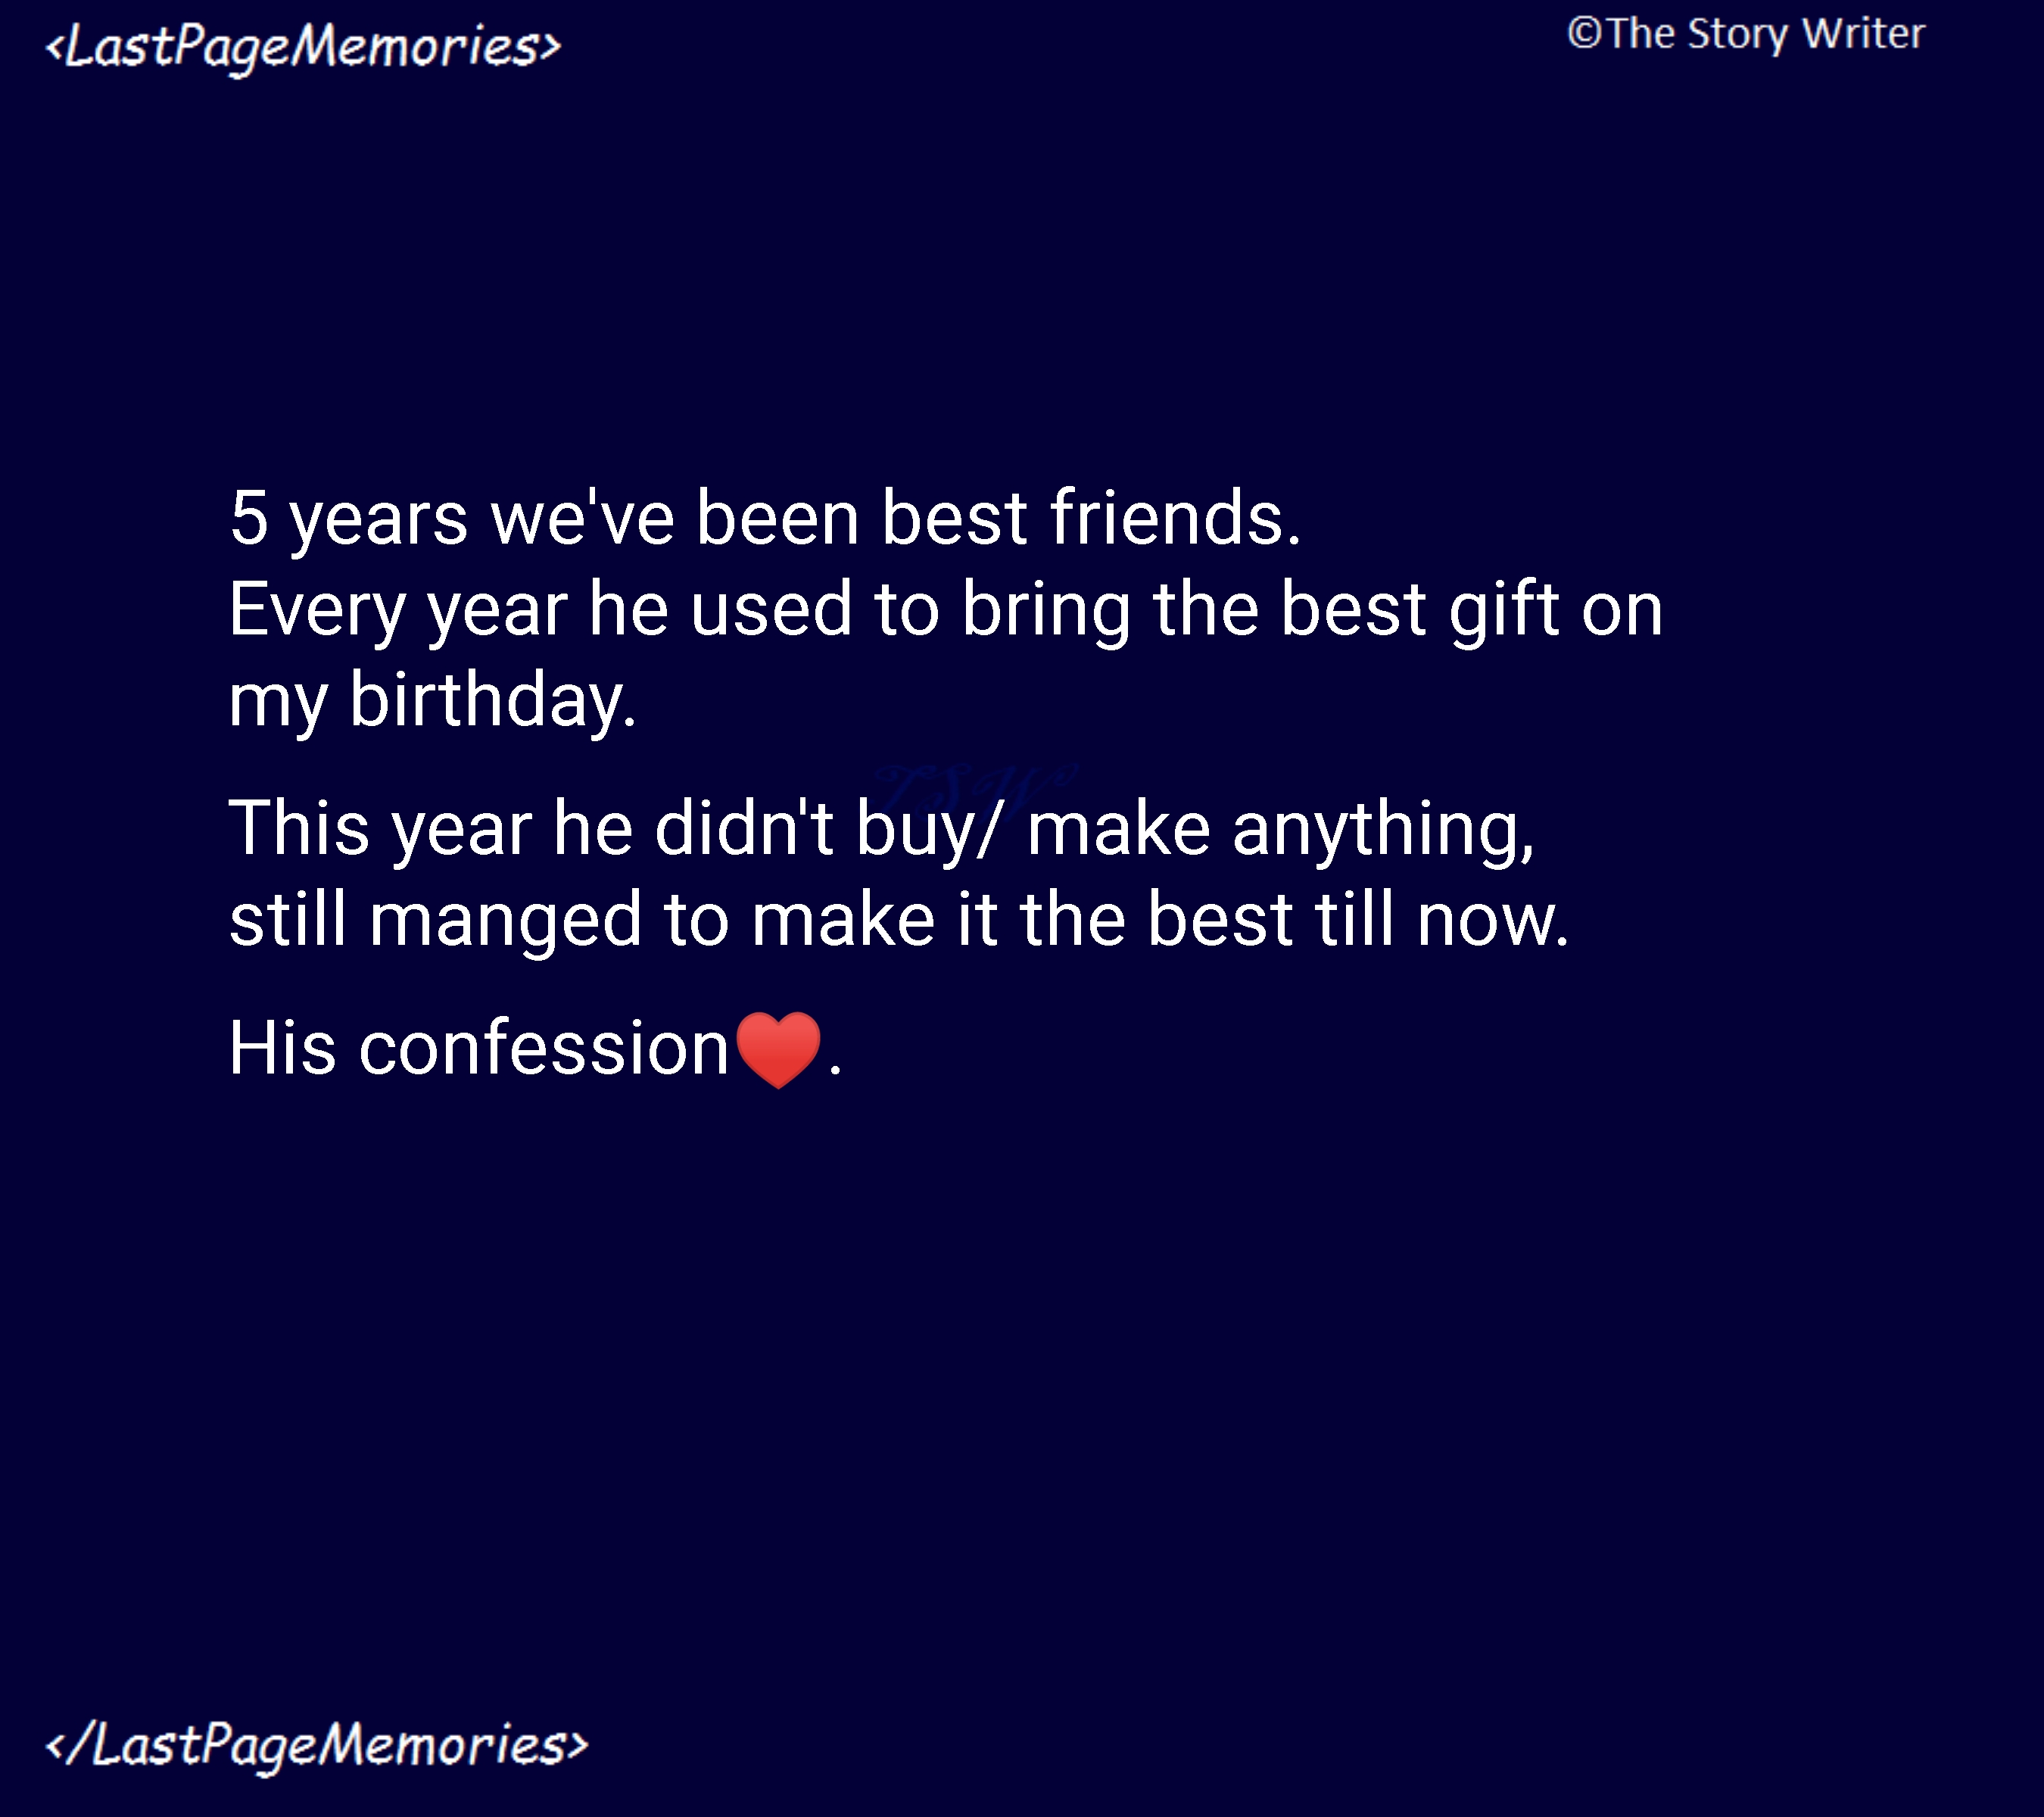 <LastPageMemories>
©The Story Writer
5 years we've been best friends.
Every year he used to bring the best gift on
my birthday.
TSW
This year he didn't buy/ make anything,
still manged to make it the best till now.
His confession♥️.
</LastPageMemories>